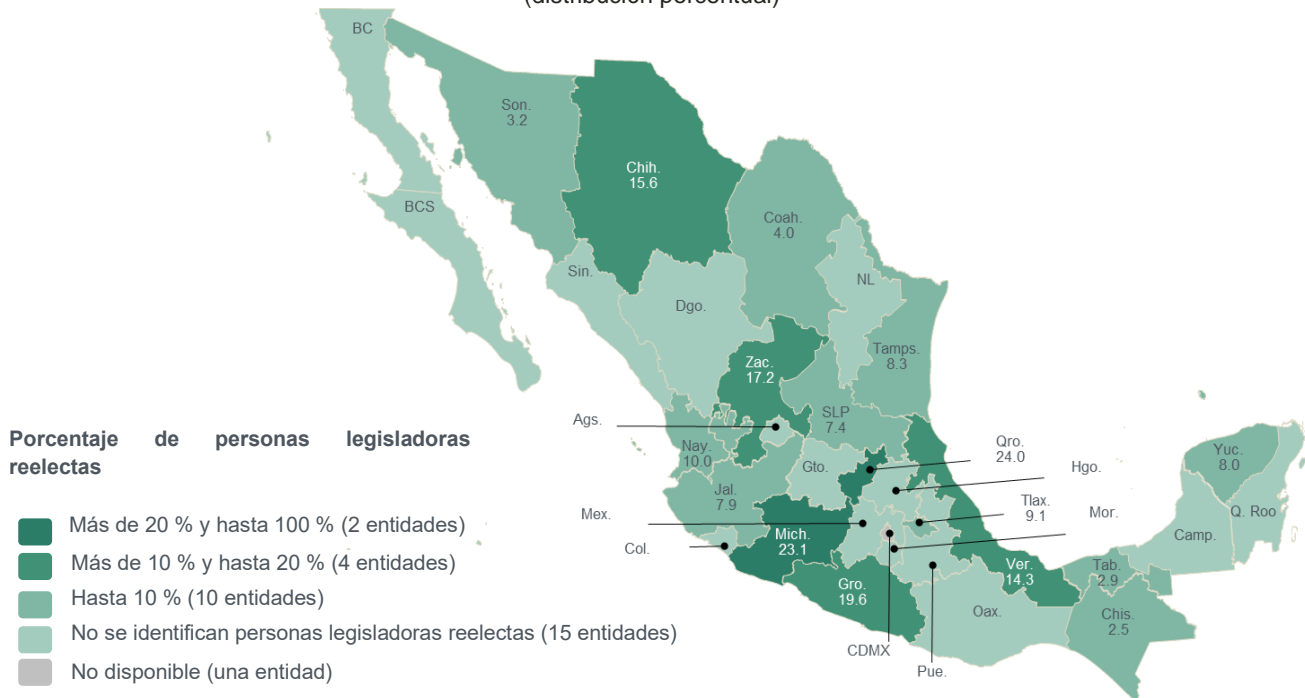 (distribución porcentual)
BC
Son.
3.2
Chih.
15.6
BCS
Coah.
4.0
Sin.
NL
Dgo.
Tamps.
8.3
Zac.
17.2
Ags.
SLP
7.4
Nay.
10.0
Gto.
Qro.
24.0
Hgo.
Yuc.
8.0
Jal.
7.9
Tlax.
9.1
Q. Roo
Mex.
Mor.
Camp.
Col.
Mich.
23.1
Ver.
14.3
Tab.
2.9
Gro.
19.6
Oax.
Chis.
2.5
CDMX
Pue.
Porcentaje de personas legisladoras
reelectas
Más de 20 % y hasta 100 % (2 entidades)
Más de 10 % y hasta 20 % (4 entidades)
Hasta 10 % (10 entidades)
No se identifican personas legisladoras reelectas (15 entidades)
No disponible (una entidad)